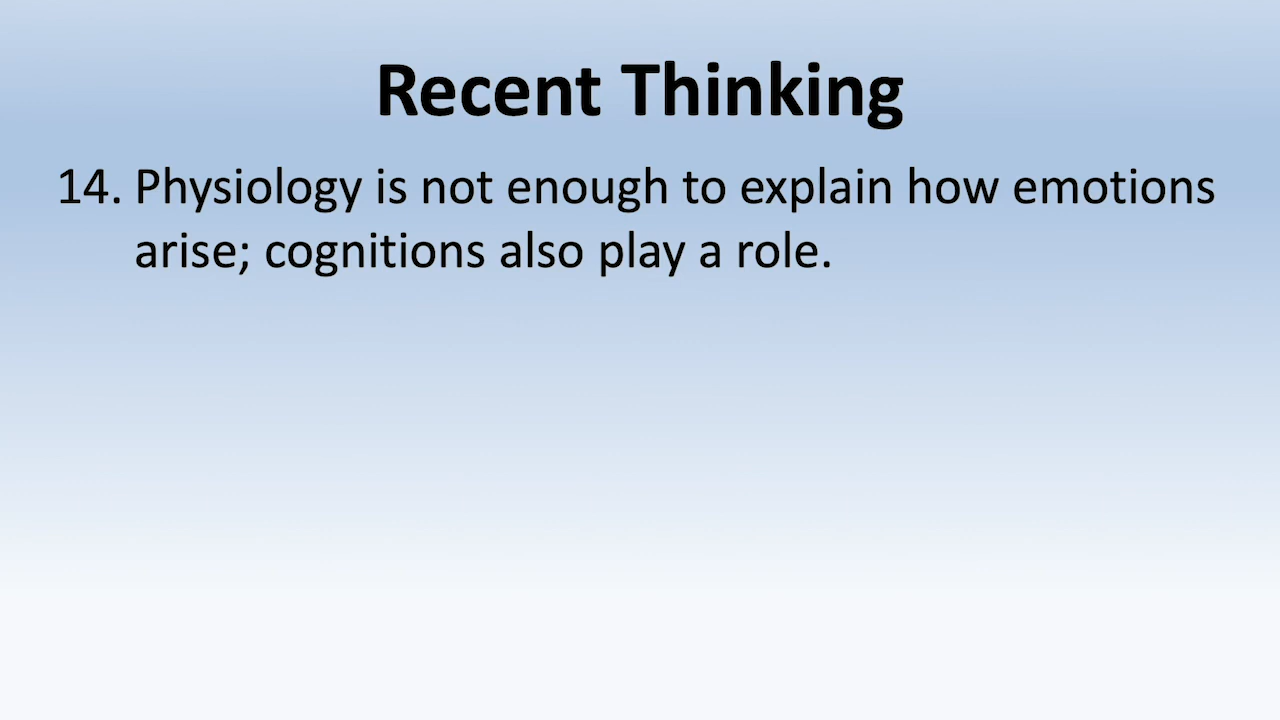 Recent Thinking
14. Physiology is not enough to explain how emotions
arise; cognitions also play a role.